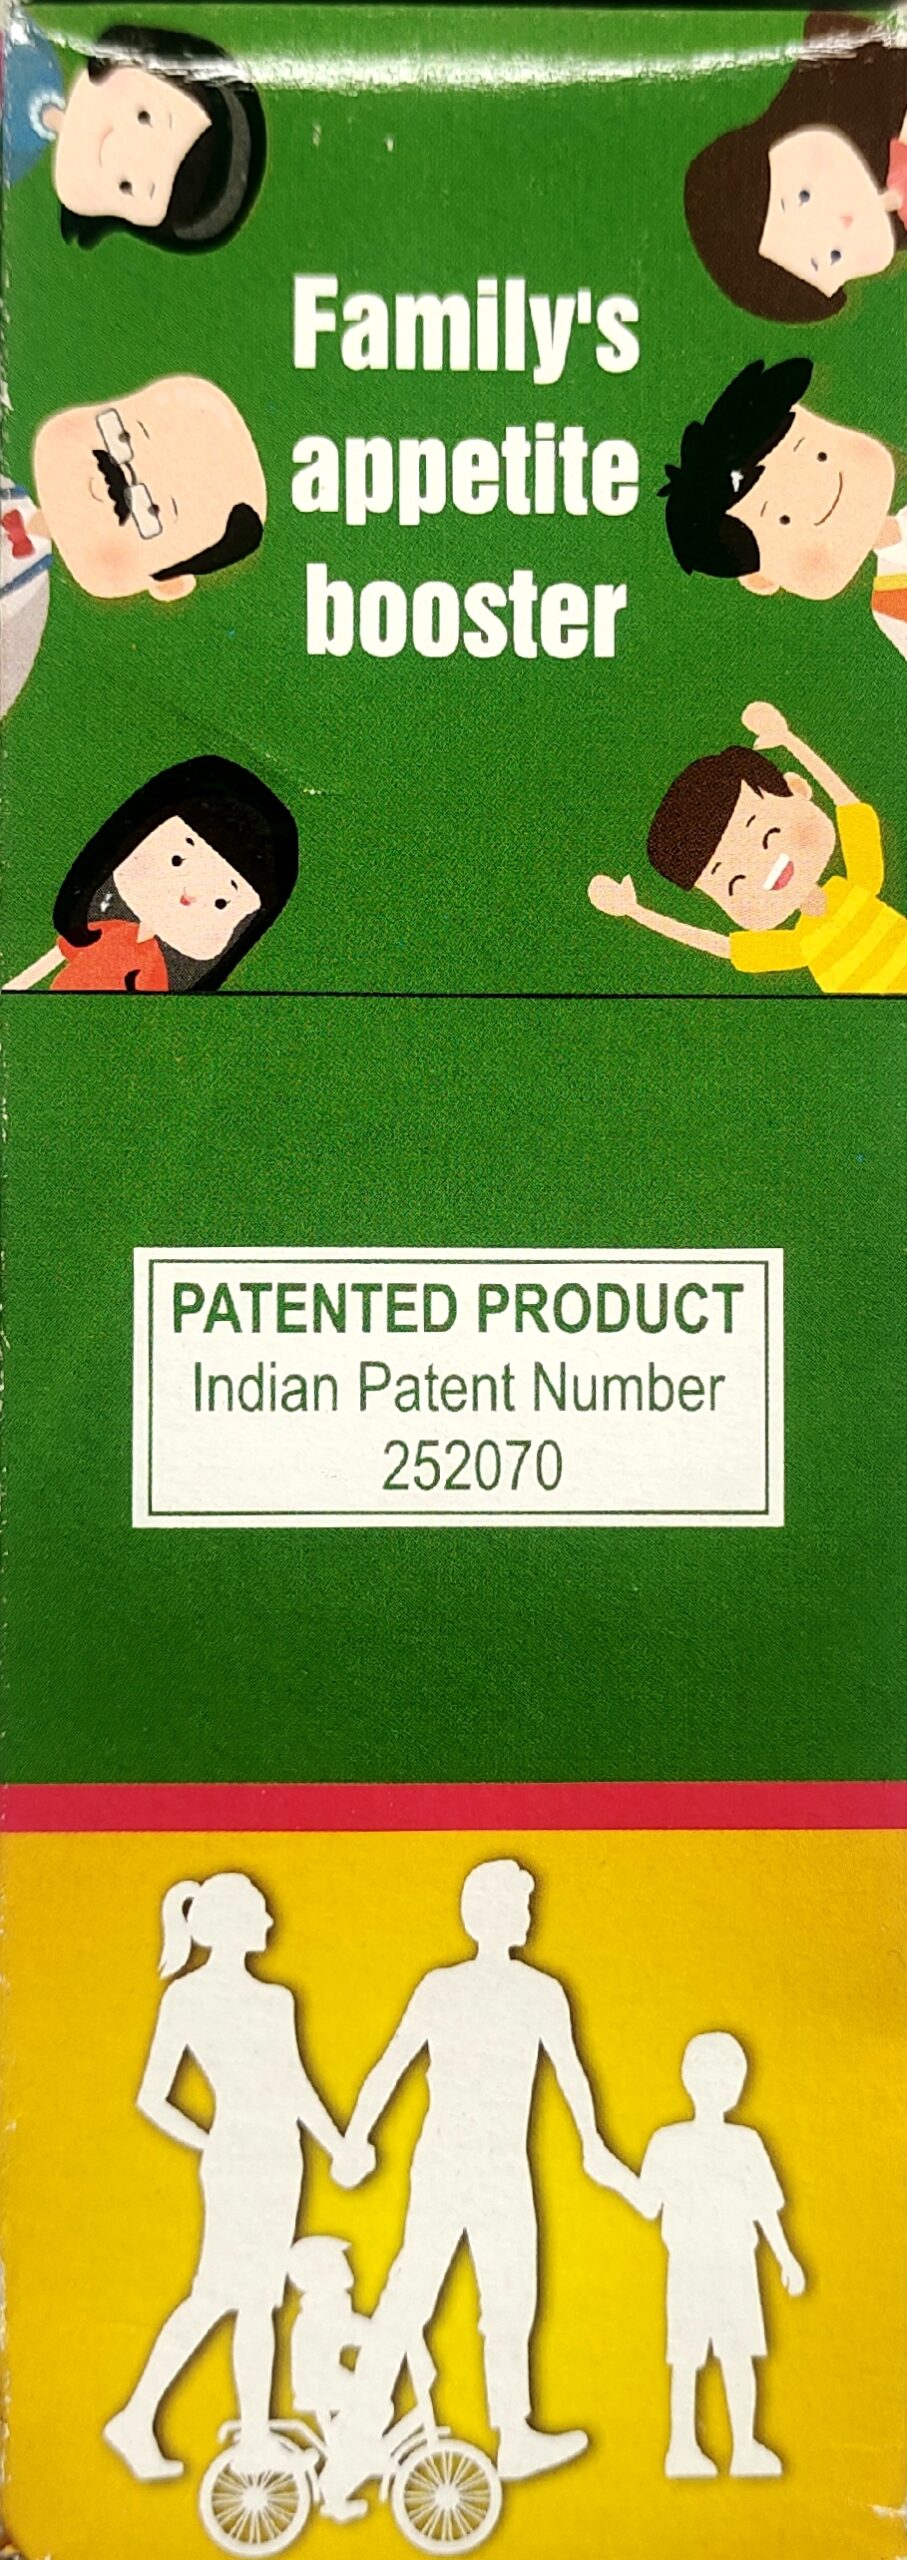 Family's
appetite
booster
PATENTED PRODUCT
Indian Patent Number
252070